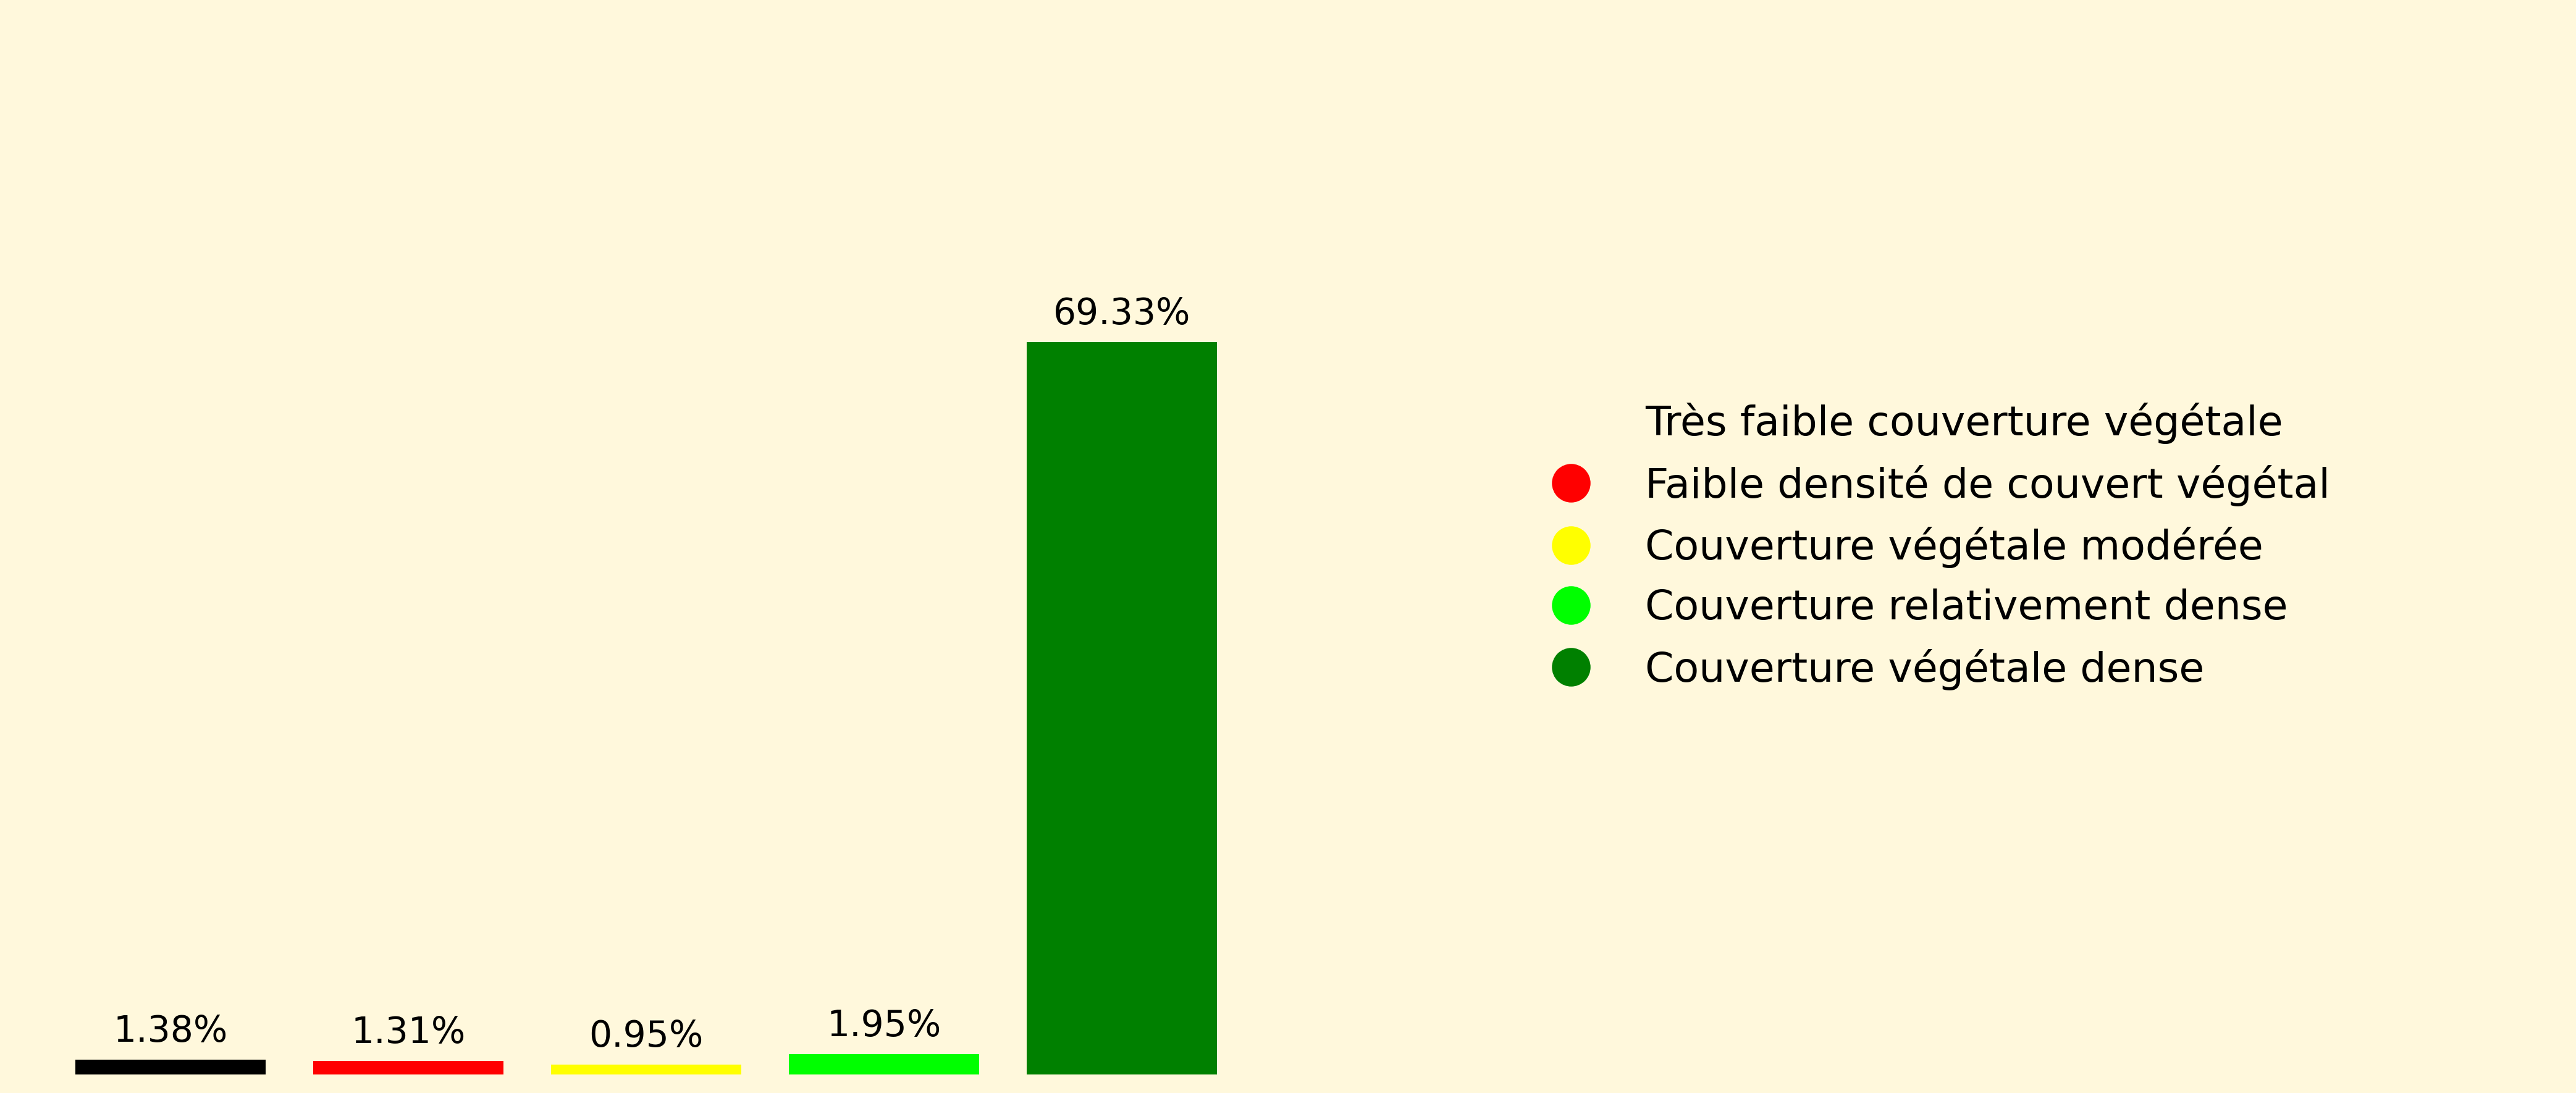 69.33%
1.38%
1.31%
0.95%
1.95%
Très faible couverture végétale
Faible densité de couvert végétal
Couverture végétale modérée
Couverture relativement dense
Couverture végétale dense